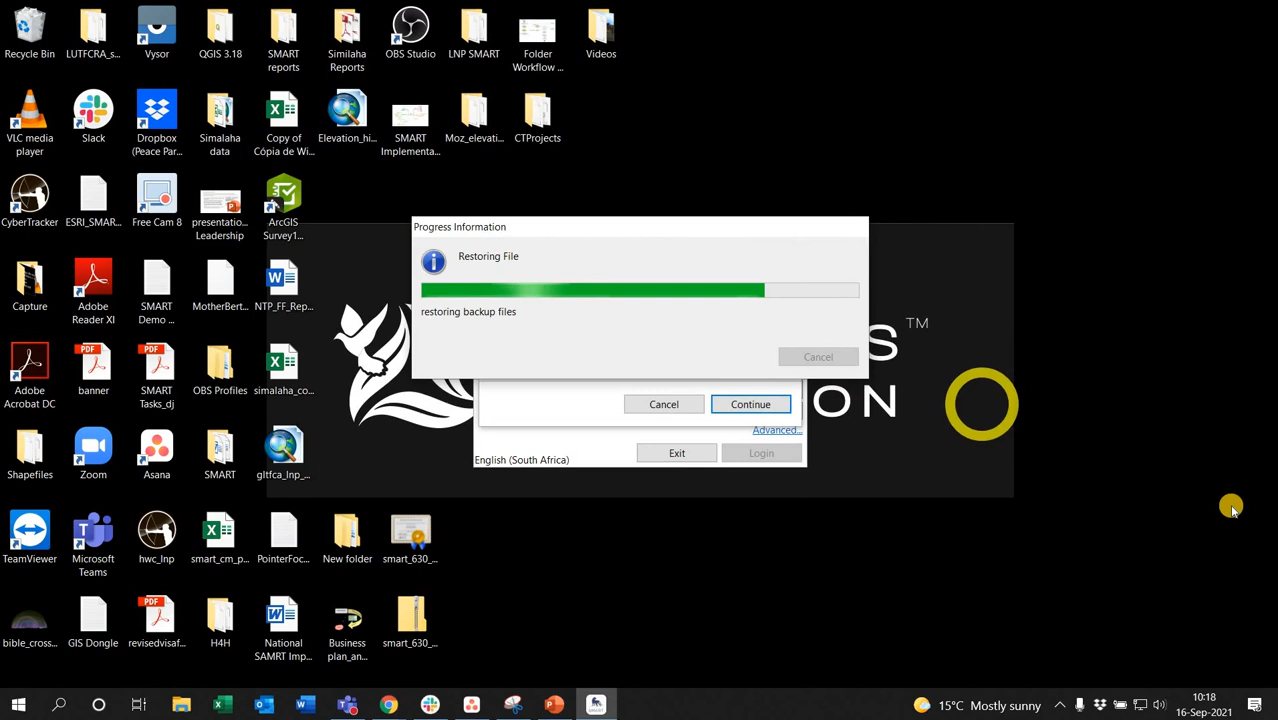 Recycle Bin
LUTFCRA_s...
Vysor
QGIS 3.18
SMART
reports
Similaha
Reports
OBS Studio
LNP SMART
Folder
Workflow ...
Videos
VLC media
player
Slack
Dropbox
(Peace Par...
Simalaha
data
Copy of
Cópia de Wi...
Elevation_hi...
SMART
Implementa...
Moz_elevati...
CTProjects
CyberTracker
ESRI_SMAR...
Free Cam 8
presentatio...
Leadership
ArcGIS
Survey1...
Capture
Adobe
Reader XI
SMART
Demo ...
MotherBert...
NTP_FF_Rep...
Adobe
Acrobat DC
banner
SMART
Tasks_dj
OBS Profiles
simalaha_co...
Shapefiles
Zoom
Asana
SMART
gltfca_lnp_...
TeamViewer
Microsoft
Teams
hwc_lnp
smart_cm_p...
PointerFoc...
New folder
smart_630_...
bible_cross...
GIS Dongle
revisedvisaf...
H4H
National
SAMRT Imp...
Business
plan_an...
smart_630_...
Progress Information
Restoring File
restoring backup files
Cancel
Cancel
Continue
Advanced...
English (South Africa)
Exit
Login
S
TM
ON
SMART
15°C Mostly sunny
10:18
16-Sep-2021